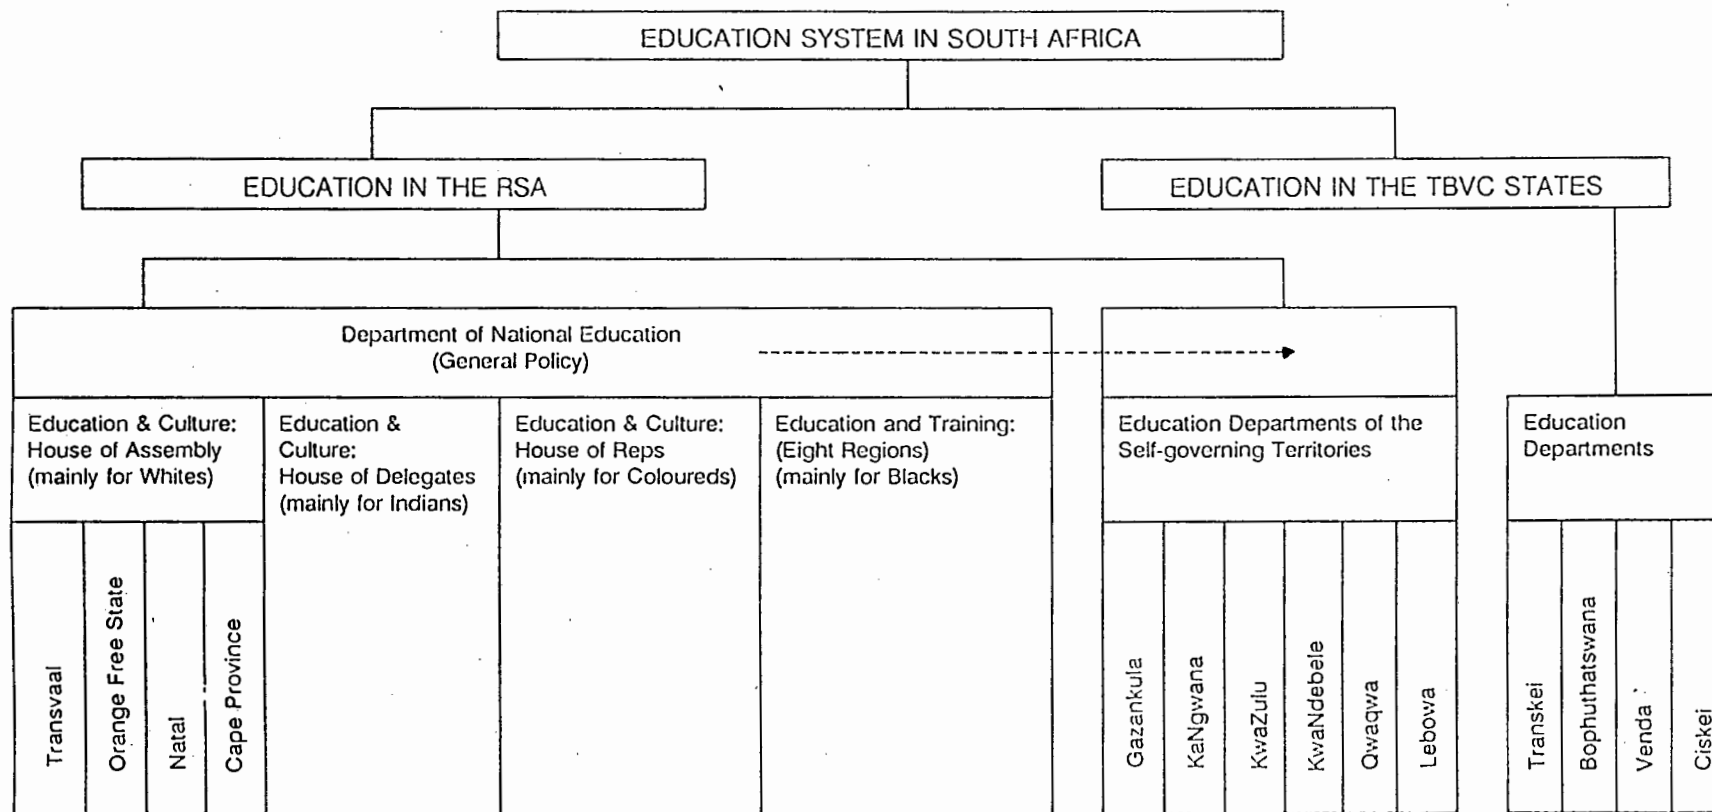 EDUCATION SYSTEM IN SOUTH AFRICA
EDUCATION IN THE RSA
EDUCATION IN THE TBVC STATES
Department of National Education
(General Policy)
Education & Culture:
House of Assembly
(mainly for Whites)
Education &
Culture:
House of Delegates
(mainly for Indians)
Education & Culture:
House of Reps
(mainly for Coloureds)
Education and Training:
(Eight Regions)
(mainly for Blacks)
Education Departments of the
Self-governing Territories
Education
Departments
Transvaal
Orange Free State
Natal
Cape Province
Gazankula
KaNgwana
KwaZulu
KwaNdebele
Qwaqwa
Lebowa
Transkei
Bophuthatswana
Venda
Ciskei